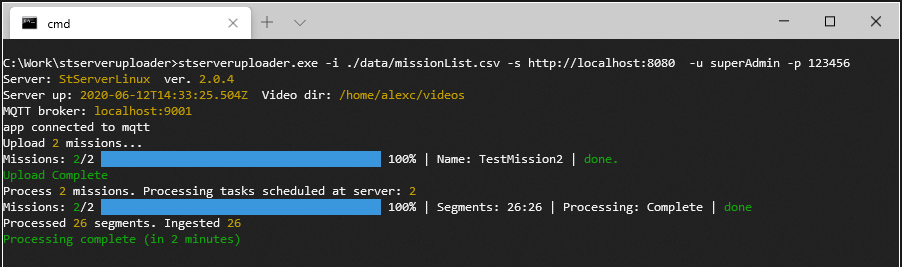 cmd
C:\Work\stserveruploader>stserveruploader.exe -i ./data/missionList.csv -s http://localhost:8080  -u superAdmin -p 123456
Server: StServerLinux  ver. 2.0.4
Server up: 2020-06-12T14:33:25.504Z  Video dir: /home/alexc/videos
MQTT broker: localhost:9001
app connected to mqtt
Upload 2 missions...
Missions: 2/2 100% | Name: TestMission2 | done.
Upload Complete
Process 2 missions. Processing tasks scheduled at server: 2
Missions: 2/2 100% | Segments: 26:26 | Processing: Complete | done
Processed 26 segments. Ingested 26
Processing complete (in 2 minutes)